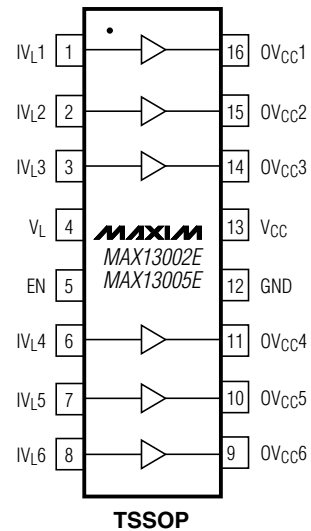 IVL1 1 16 OVCC1
IVL2 2 15 OVCC2
IVL3 3 14 OVCC3
VL 4 MAXIM 13 VCC
MAX13002E
EN 5 MAX13005E 12 GND
IVL4 6 11 OVCC4
IVL5 7 10 OVCC5
IVL6 8 9 OVCC6
TSSOP